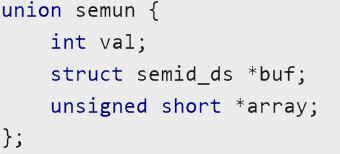 union semun {
    int val;
    struct semid_ds *buf;
    unsigned short *array;
};